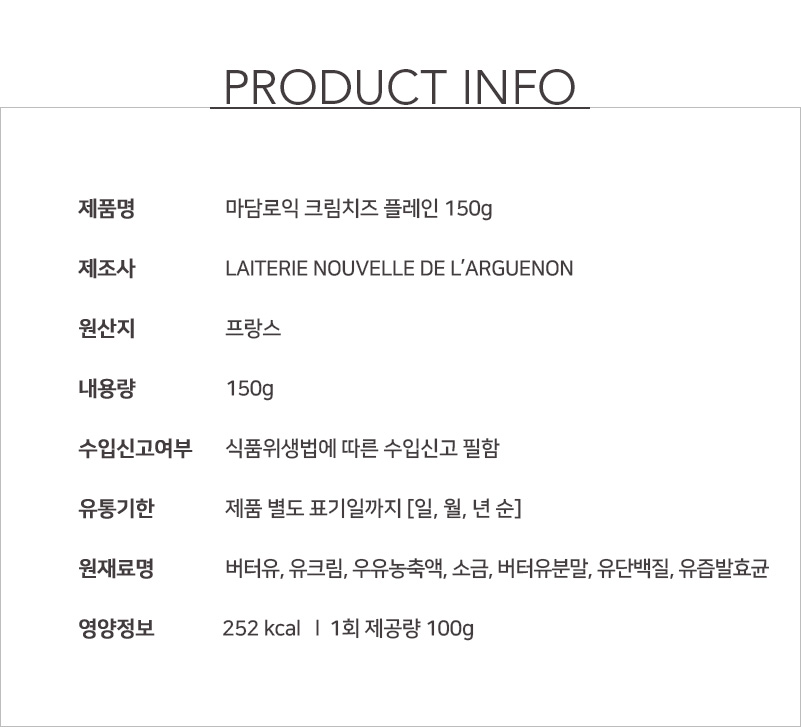 PRODUCT INFO
제품명 마담로익 크림치즈 플레인 150g
제조사 LAITERIE NOUVELLE DE L’ARGUENON
원산지 프랑스
내용량 150g
수입신고여부 식품위생법에 따른 수입신고 필함
유통기한 제품 별도 표기일까지 [일, 월, 년 순]
원재료명 버터유, 유크림, 우유농축액, 소금, 버터유분말, 유단백질, 유즙발효균
영양정보 252 kcal ㅣ 1회 제공량 100g